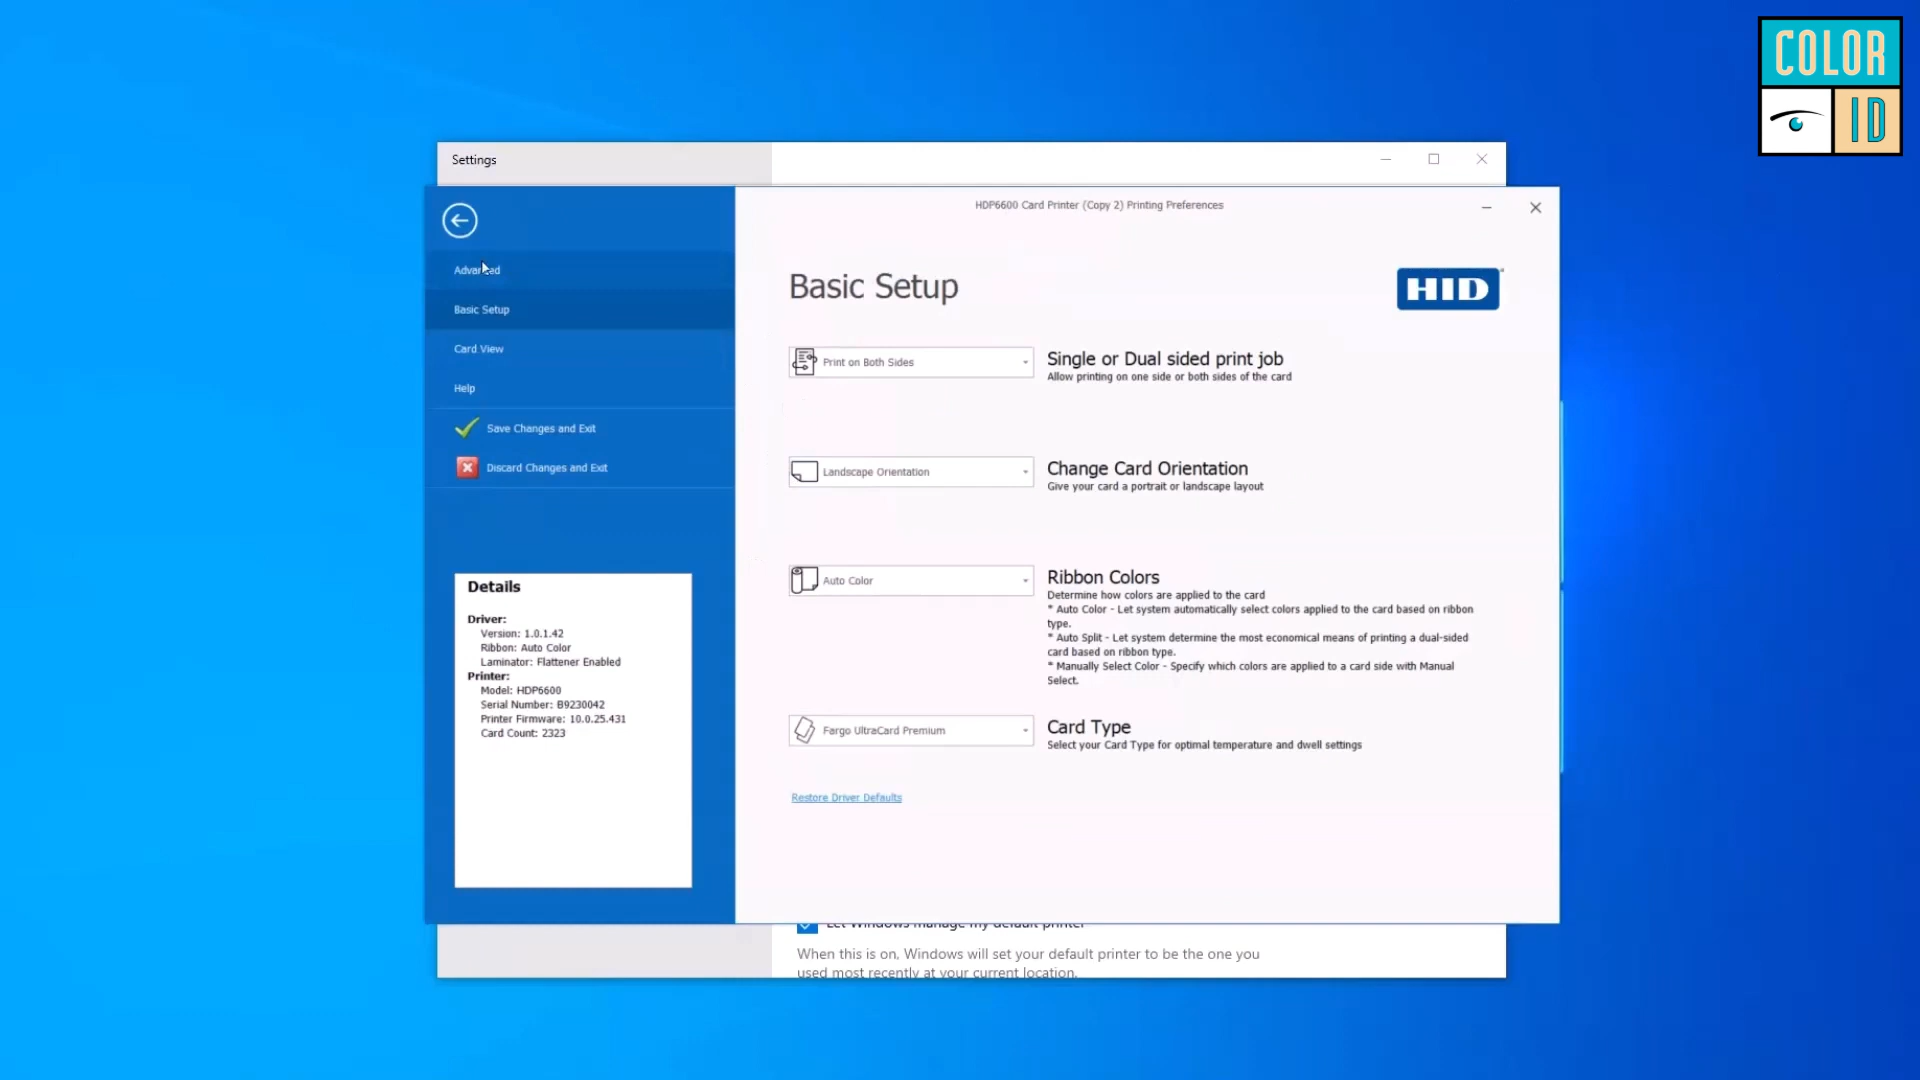 COLOR
ID
Settings
HDP6600 Card Printer (Copy 2) Printing Preferences
Advanced
Basic Setup
Card View
Help
Save Changes and Exit
Discard Changes and Exit
Details
Driver:
Version: 1.0.1.42
Ribbon: Auto Color
Laminator: Flattener Enabled
Printer:
Model: HDP6600
Serial Number: B9230042
Printer Firmware: 10.0.25.431
Card Count: 2323
Basic Setup
HID
Print on Both Sides
Single or Dual sided print job
Allow printing on one side or both sides of the card
Landscape Orientation
Change Card Orientation
Give your card a portrait or landscape layout
Auto Color
Ribbon Colors
Determine how colors are applied to the card
* Auto Color - Let system automatically select colors applied to the card based on ribbon
type.
* Auto Split - Let system determine the most economical means of printing a dual-sided
card based on ribbon type.
* Manually Select Color - Specify which colors are applied to a card side with Manual
Select.
Fargo UltraCard Premium
Card Type
Select your Card Type for optimal temperature and dwell settings
Restore Driver Defaults
Let Windows manage my default printer
When this is on, Windows will set your default printer to be the one you
used most recently at your current location.